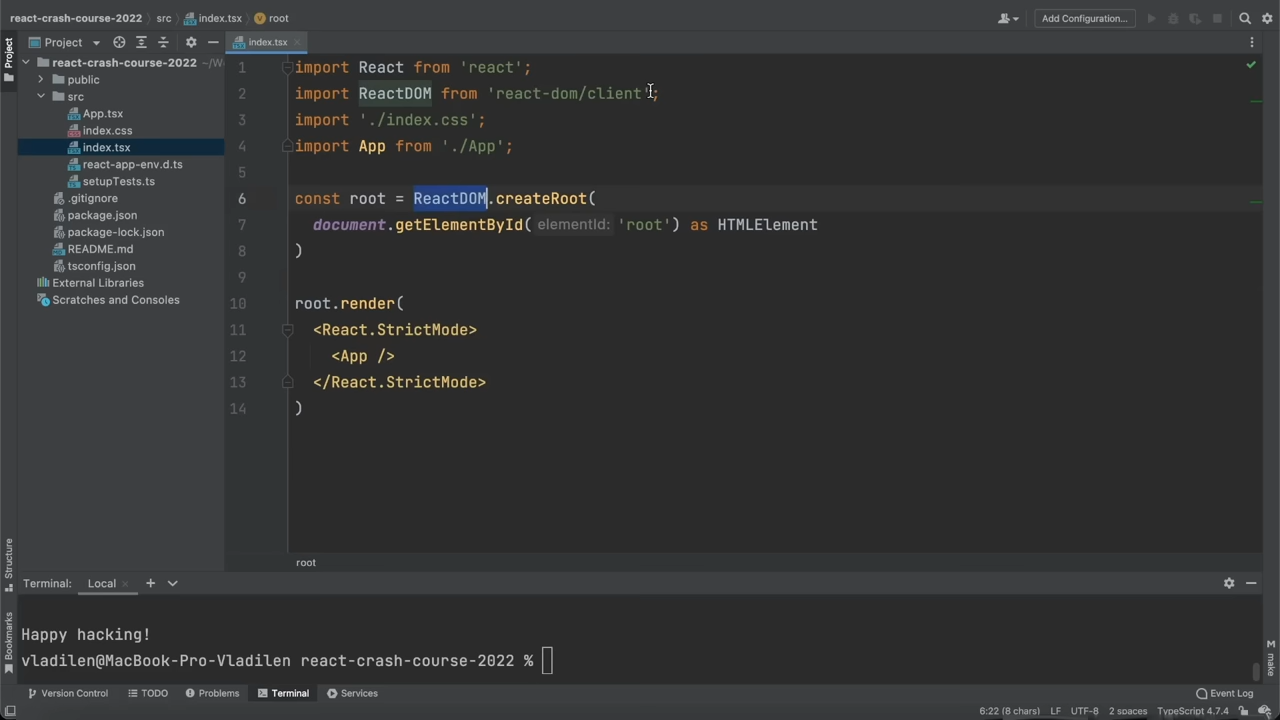 react-crash-course-2022 src index.tsx root
Add Configuration...
Project
index.tsx
Project
react-crash-course-2022
public
src
App.tsx
index.css
index.tsx
react-app-env.d.ts
setupTests.ts
.gitignore
package.json
package-lock.json
README.md
tsconfig.json
External Libraries
Scratches and Consoles
1 import React from 'react';
2 import ReactDOM from 'react-dom/client';
3 import './index.css';
4 import App from './App';
5
6 const root = ReactDOM.createRoot(
7 document.getElementById( elementId: 'root') as HTMLElement
8 )
9
10 root.render(
11 <React.StrictMode>
12 <App />
13 </React.StrictMode>
14 )
root
Structure
Bookmarks
make
Terminal: Local
Happy hacking!
vladilen@MacBook-Pro-Vladilen react-crash-course-2022 %
Version Control TODO Problems Terminal Services Event Log
6:22 (8 chars) LF UTF-8 2 spaces TypeScript 4.7.4